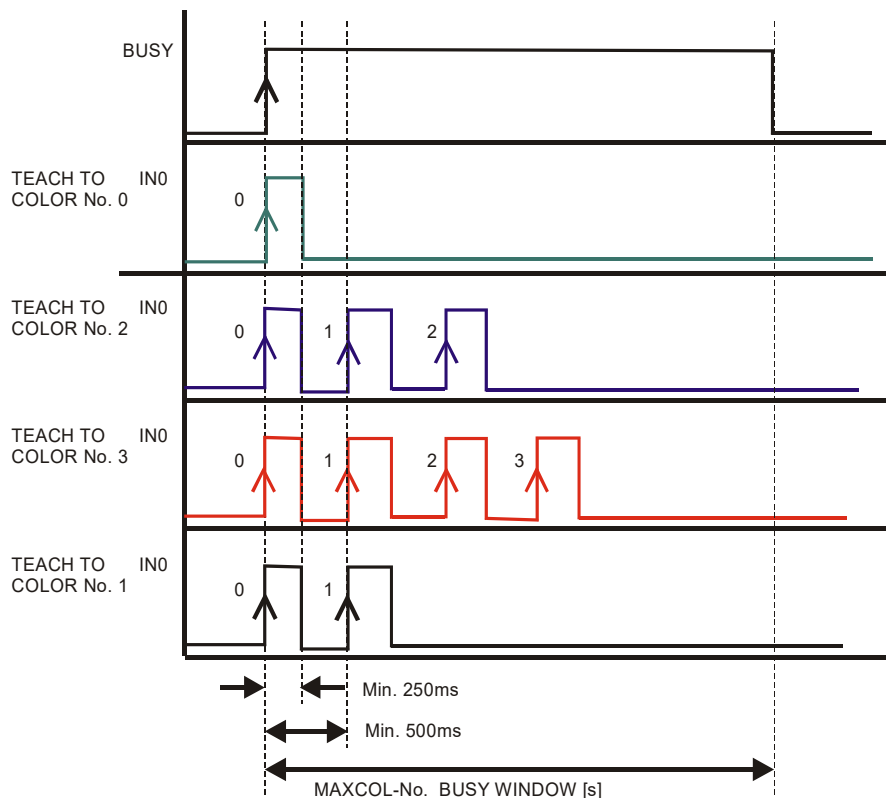 BUSY
TEACH TO IN0
COLOR No. 0 0
TEACH TO IN0
COLOR No. 2 0 1 2
TEACH TO IN0
COLOR No. 3 0 1 2 3
TEACH TO IN0
COLOR No. 1 0 1
Min. 250ms
Min. 500ms
MAXCOL-No. BUSY WINDOW [s]